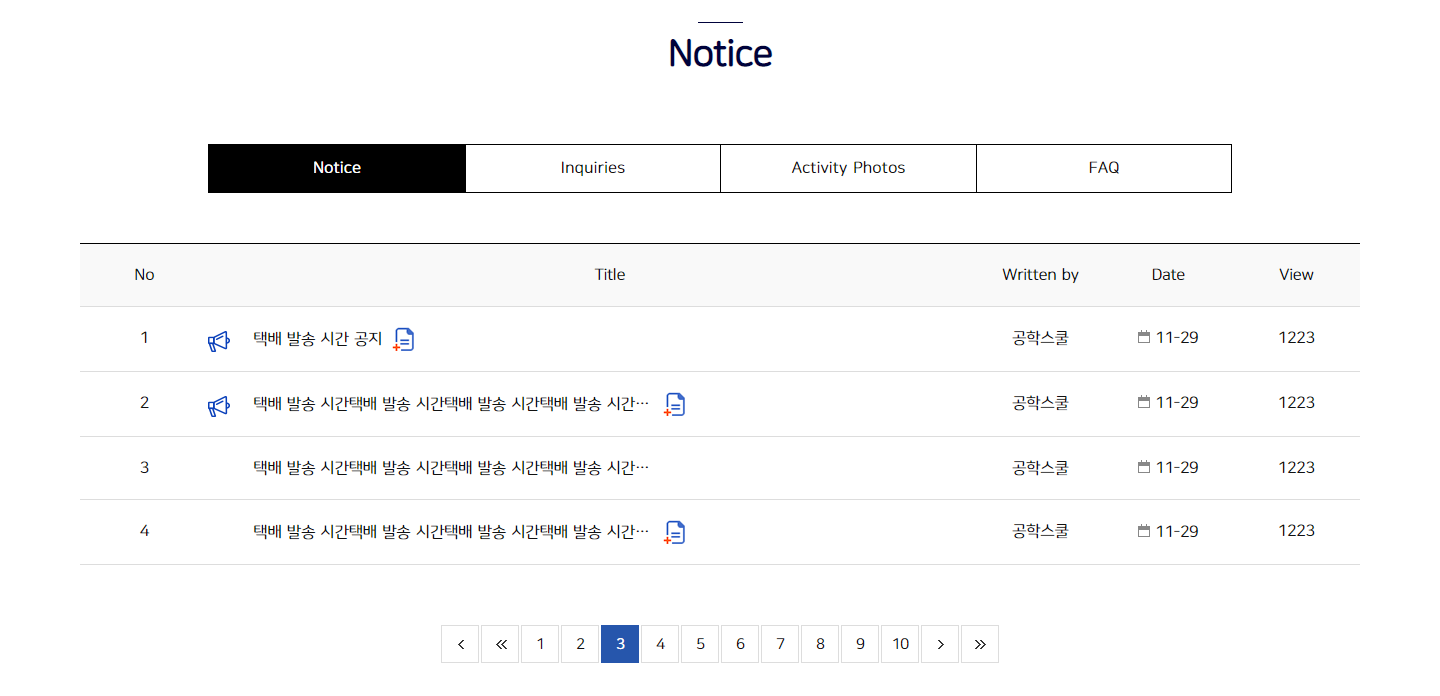 Notice
Notice Inquiries Activity Photos FAQ
No Title Written by Date View
1 택배 발송 시간 공지 공학스쿨 11-29 1223
2 택배 발송 시간택배 발송 시간택배 발송 시간택배 발송 시간… 공학스쿨 11-29 1223
3 택배 발송 시간택배 발송 시간택배 발송 시간택배 발송 시간… 공학스쿨 11-29 1223
4 택배 발송 시간택배 발송 시간택배 발송 시간택배 발송 시간… 공학스쿨 11-29 1223
‹ « 1 2 3 4 5 6 7 8 9 10 › »